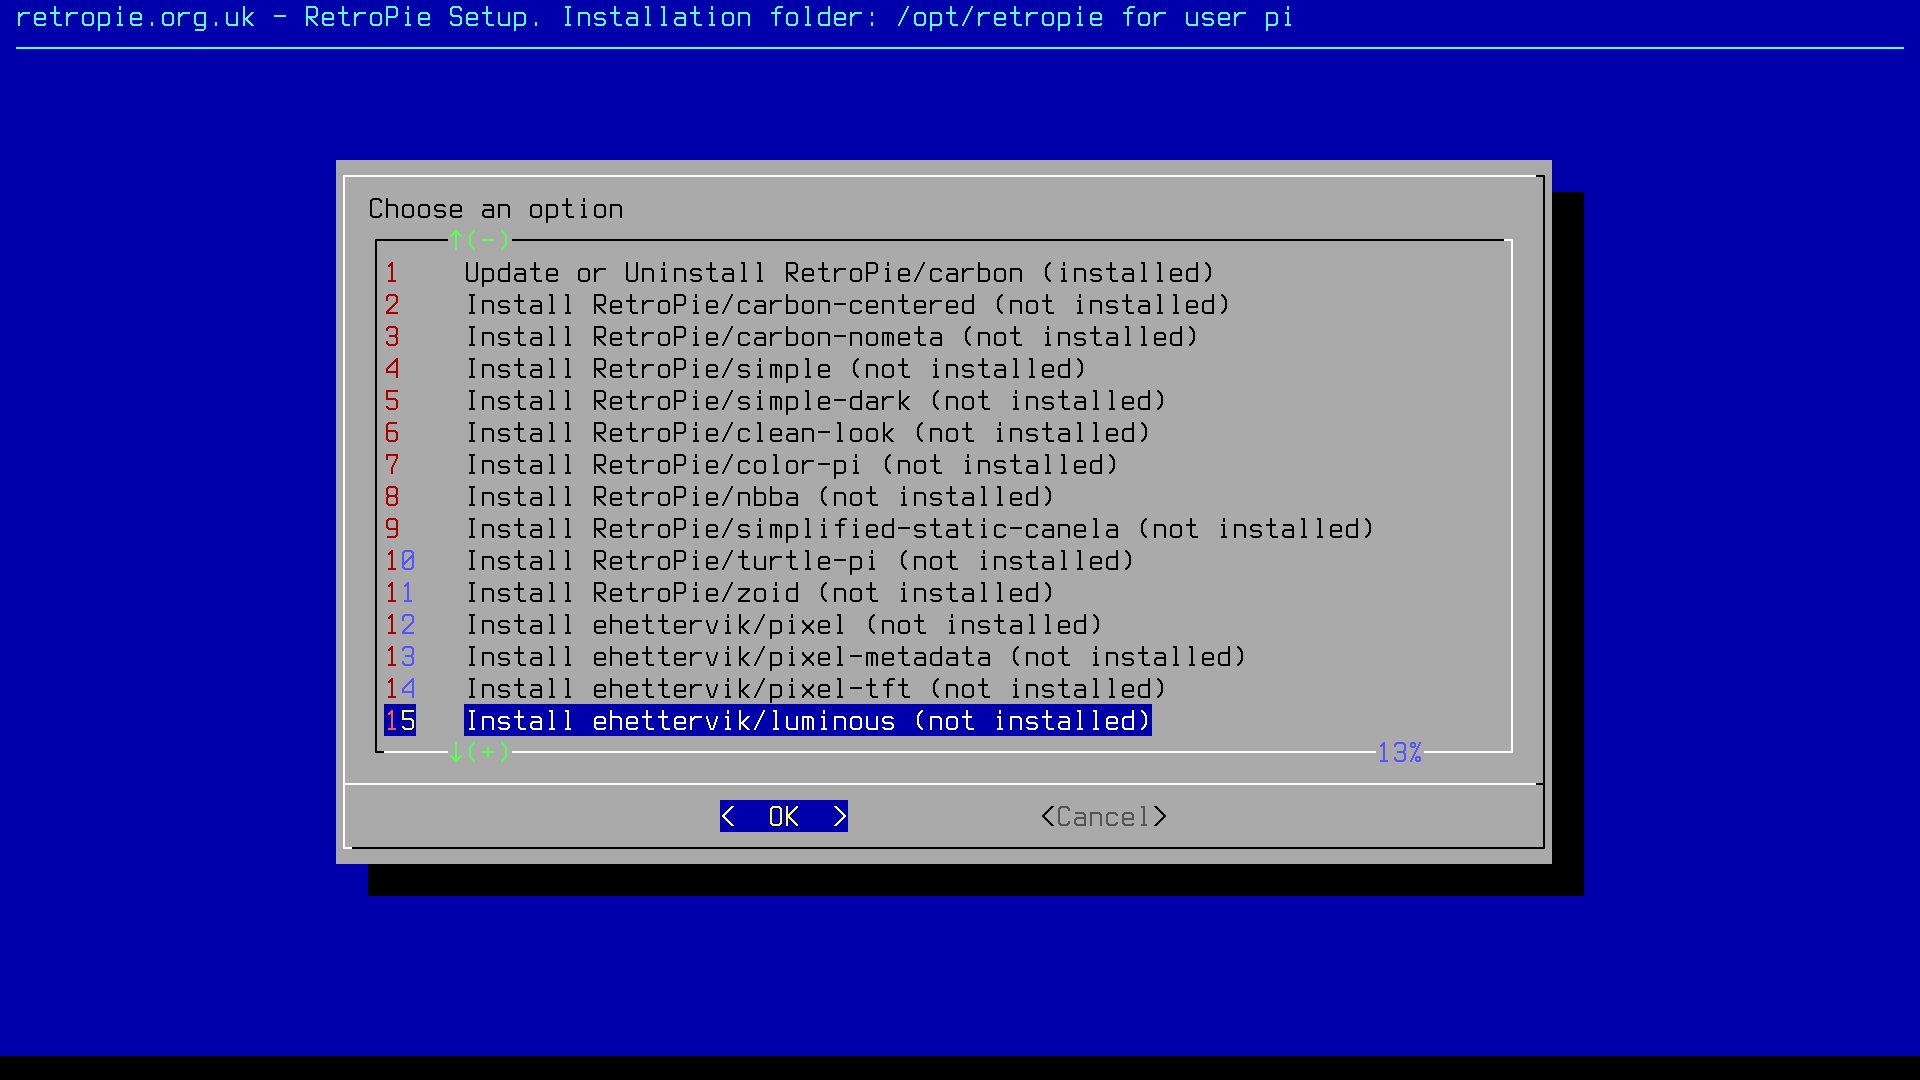 retropie.org.uk - RetroPie Setup. Installation folder: /opt/retropie for user pi
Choose an option
↑(-)
1 Update or Uninstall RetroPie/carbon (installed)
2 Install RetroPie/carbon-centered (not installed)
3 Install RetroPie/carbon-nometa (not installed)
4 Install RetroPie/simple (not installed)
5 Install RetroPie/simple-dark (not installed)
6 Install RetroPie/clean-look (not installed)
7 Install RetroPie/color-pi (not installed)
8 Install RetroPie/nbba (not installed)
9 Install RetroPie/simplified-static-canela (not installed)
10 Install RetroPie/turtle-pi (not installed)
11 Install RetroPie/zoid (not installed)
12 Install ehettervik/pixel (not installed)
13 Install ehettervik/pixel-metadata (not installed)
14 Install ehettervik/pixel-tft (not installed)
15 Install ehettervik/luminous (not installed)
↓(+) 13%
< OK > <Cancel>